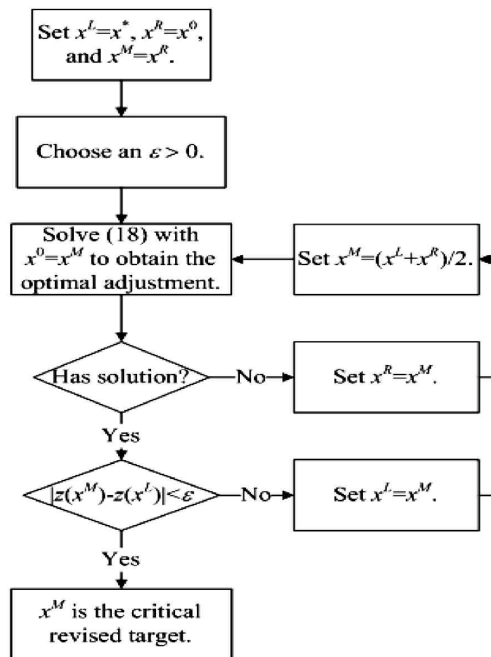 Set x^L=x^*, x^R=x^0,
and x^M=x^R.
Choose an ε > 0.
Solve (18) with
x^0=x^M to obtain the
optimal adjustment.
Set x^M=(x^L+x^R)/2.
Has solution?
No
Set x^R=x^M.
Yes
|z(x^M)-z(x^L)|<ε
No
Set x^L=x^M.
Yes
x^M is the critical
revised target.